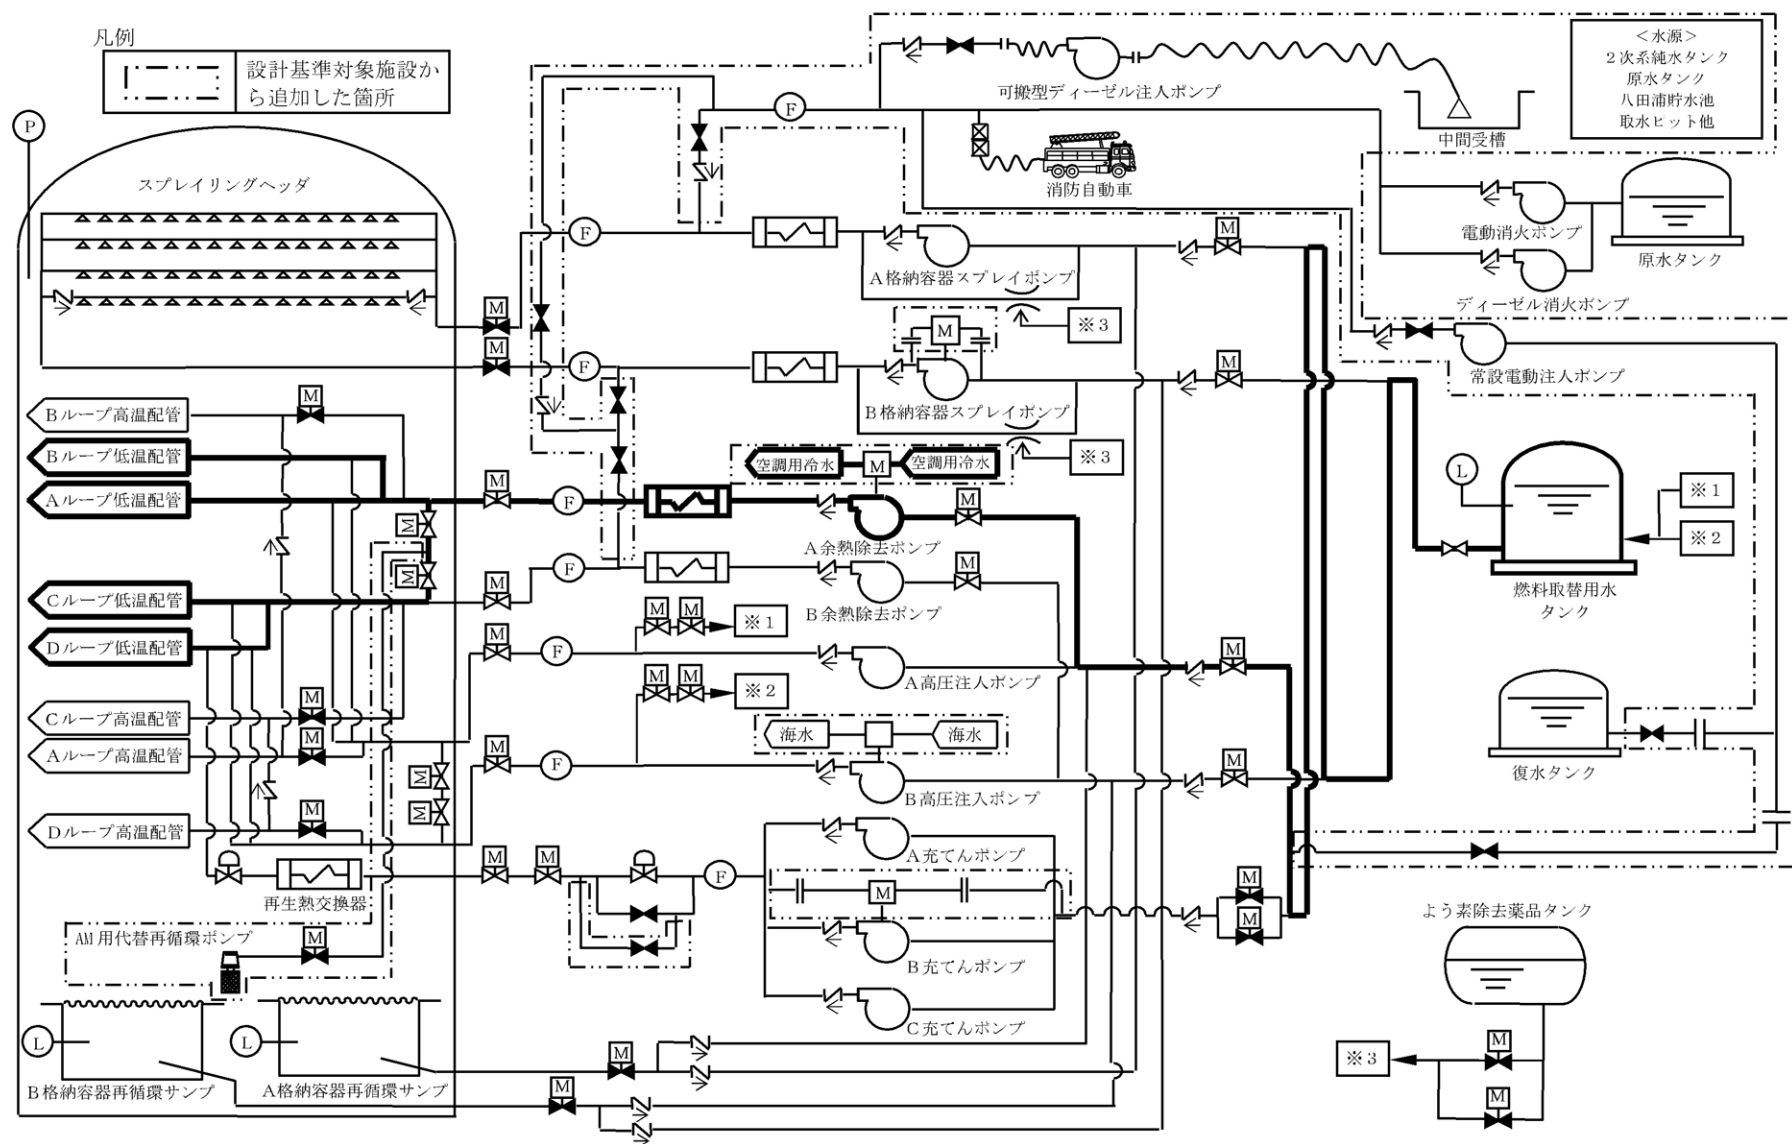 凡例
設計基準対象施設か
ら追加した箇所
P
スプレイリングヘッダ
<水源>
2次系純水タンク
原水タンク
八田浦貯水池
取水ピット他
可搬型ディーゼル注入ポンプ
中間受槽
F
消防自動車
電動消火ポンプ
原水タンク
ディーゼル消火ポンプ
F
M
A格納容器スプレイポンプ
M
※3
M
M
F
M
常設電動注入ポンプ
B格納容器スプレイポンプ
※3
Bループ高温配管
M
Bループ低温配管
空調用冷水
M
空調用冷水
L
※1
※2
Aループ低温配管
M
F
M
M
A余熱除去ポンプ
燃料取替用水
タンク
M
Cループ低温配管
M
F
M
B余熱除去ポンプ
M
M
※1
Dループ低温配管
M
F
A高圧注入ポンプ
M
M
M
※2
Cループ高温配管
M
海水
海水
Aループ高温配管
M
M
F
M
復水タンク
M
B高圧注入ポンプ
M
Dループ高温配管
M
A充てんポンプ
M
M
F
再生熱交換器
M
M
M
よう素除去薬品タンク
AM用代替再循環ポンプ
M
B充てんポンプ
C充てんポンプ
L
L
M
M
※3
B格納容器再循環サンプ
A格納容器再循環サンプ
M
M